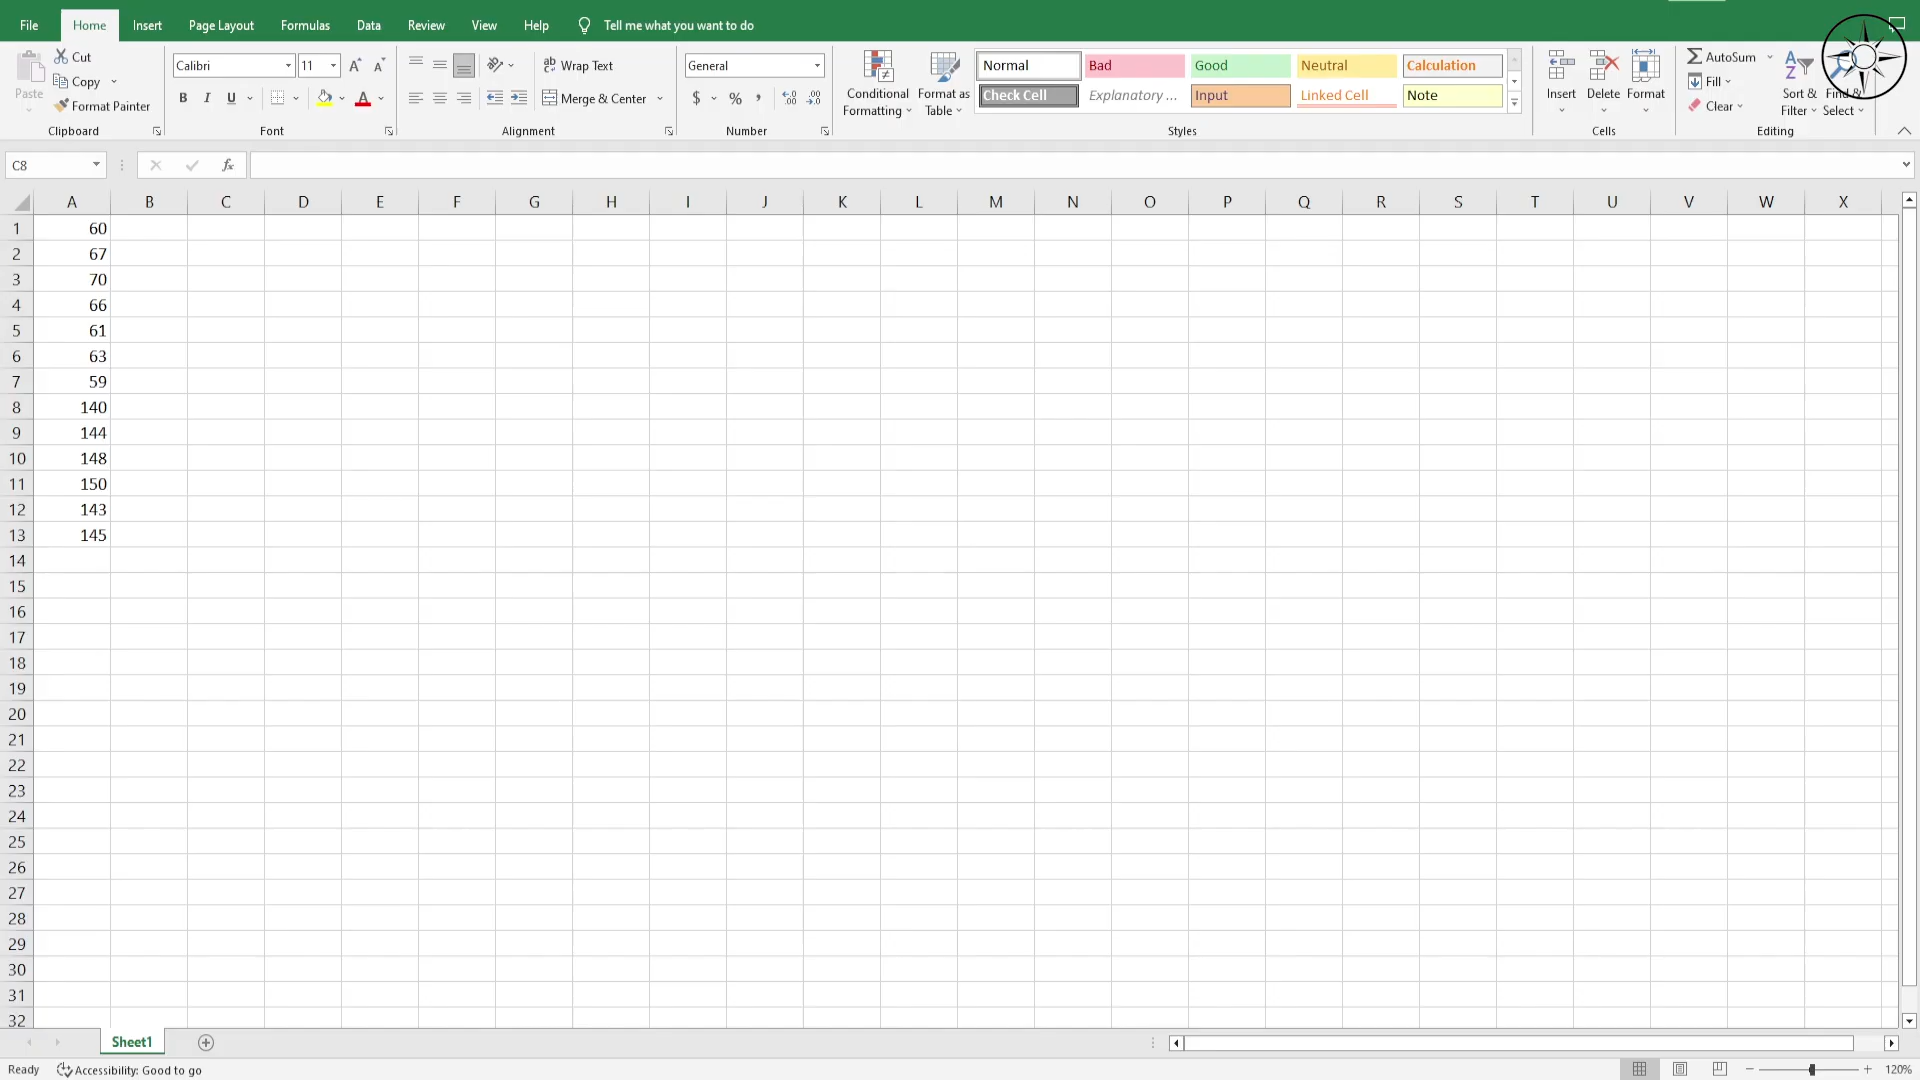 File Home Insert Page Layout Formulas Data Review View Help Tell me what you want to do
Cut
Copy
Format Painter
Paste
Clipboard
Calibri 11
B I U
Font
Wrap Text
Merge & Center
Alignment
General
$ % ,
Number
Conditional Formatting
Format as Table
Normal Bad Good Neutral Calculation
Check Cell Explanatory ... Input Linked Cell Note
Styles
Insert Delete Format
Cells
AutoSum
Fill
Clear
Sort & Filter
Find & Select
Editing
C8 fx
A B C D E F G H I J K L M N O P Q R S T U V W X
1 60
2 67
3 70
4 66
5 61
6 63
7 59
8 140
9 144
10 148
11 150
12 143
13 145
14
15
16
17
18
19
20
21
22
23
24
25
26
27
28
29
30
31
32
Sheet1
Ready Accessibility: Good to go 120%